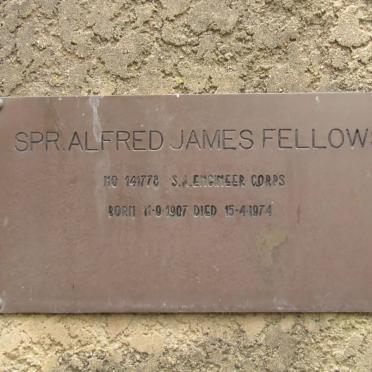 SPR. ALFRED JAMES FELLOWS
NO 141778 S.A. ENGINEER CORPS
BORN 11-9-1907 DIED 15-4-1974